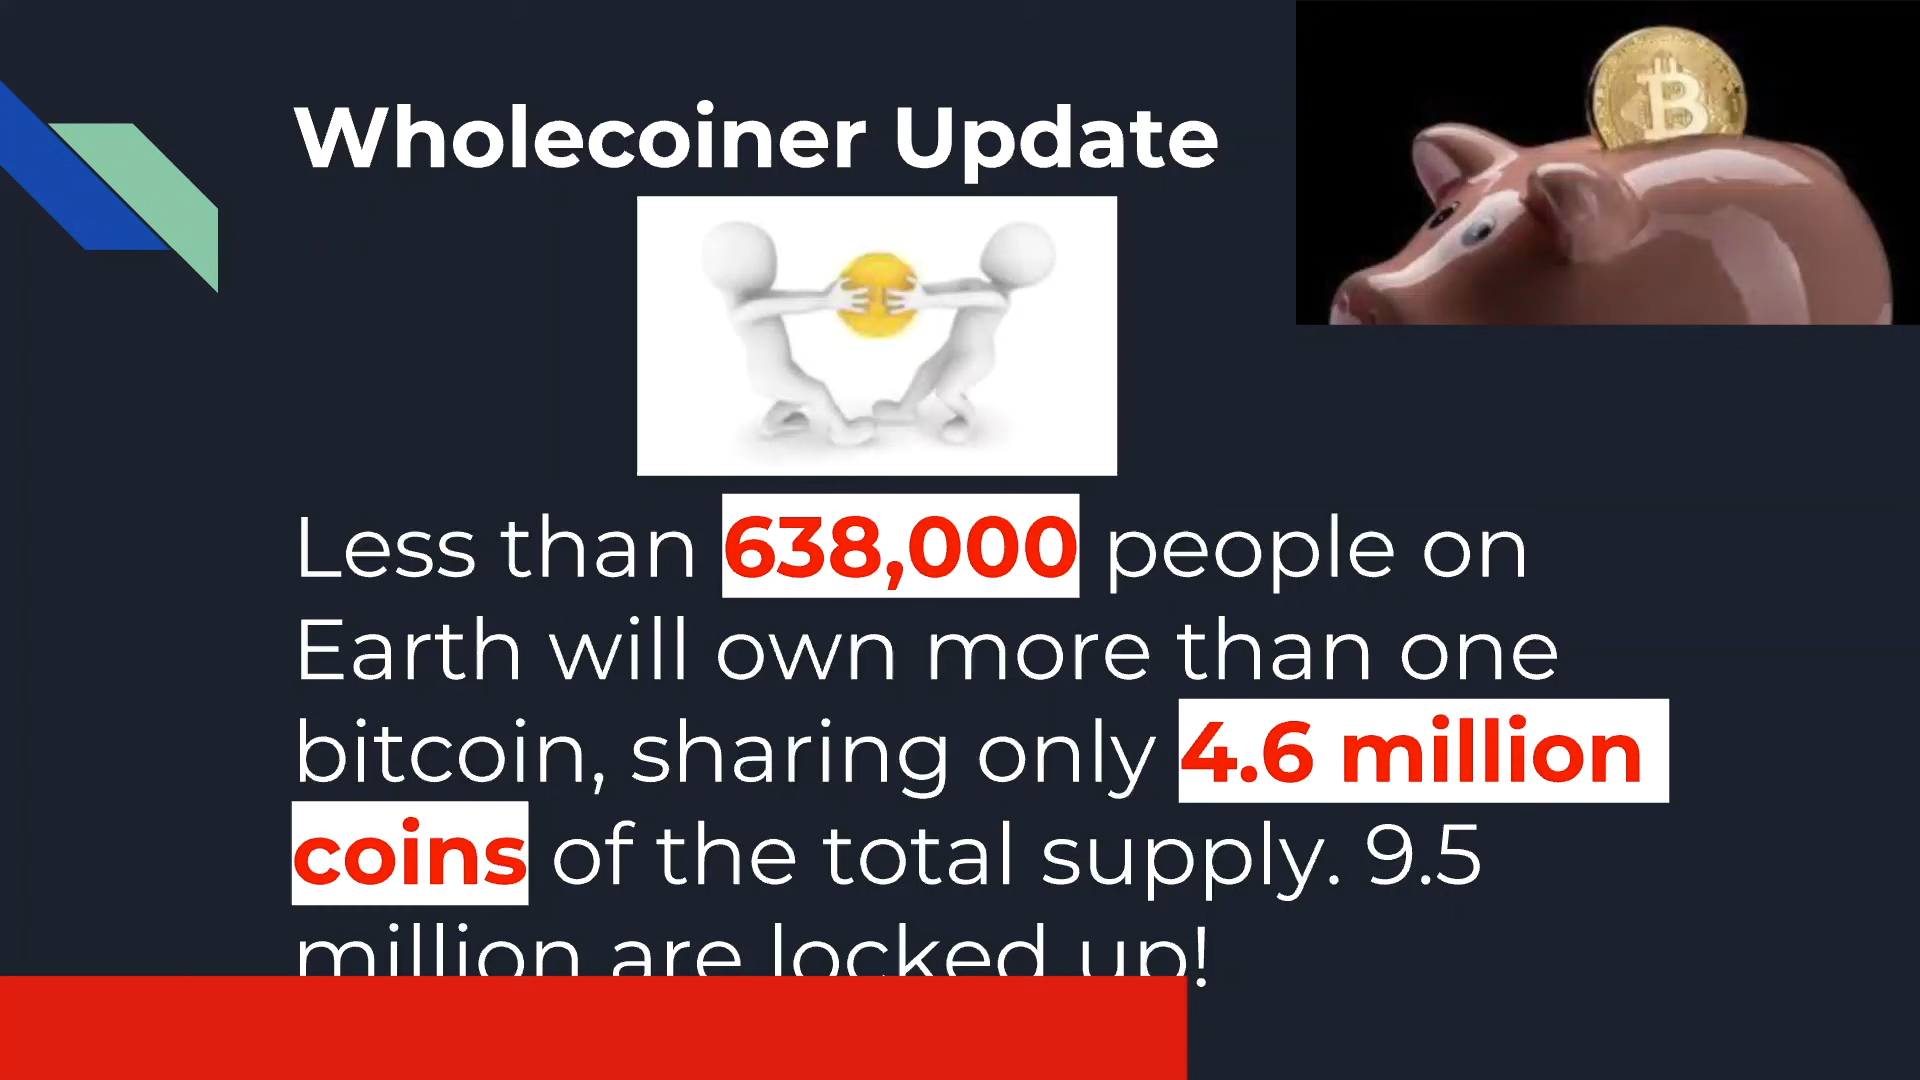 Wholecoiner Update
Less than 638,000 people on
Earth will own more than one
bitcoin, sharing only 4.6 million
coins of the total supply. 9.5
million are locked up!